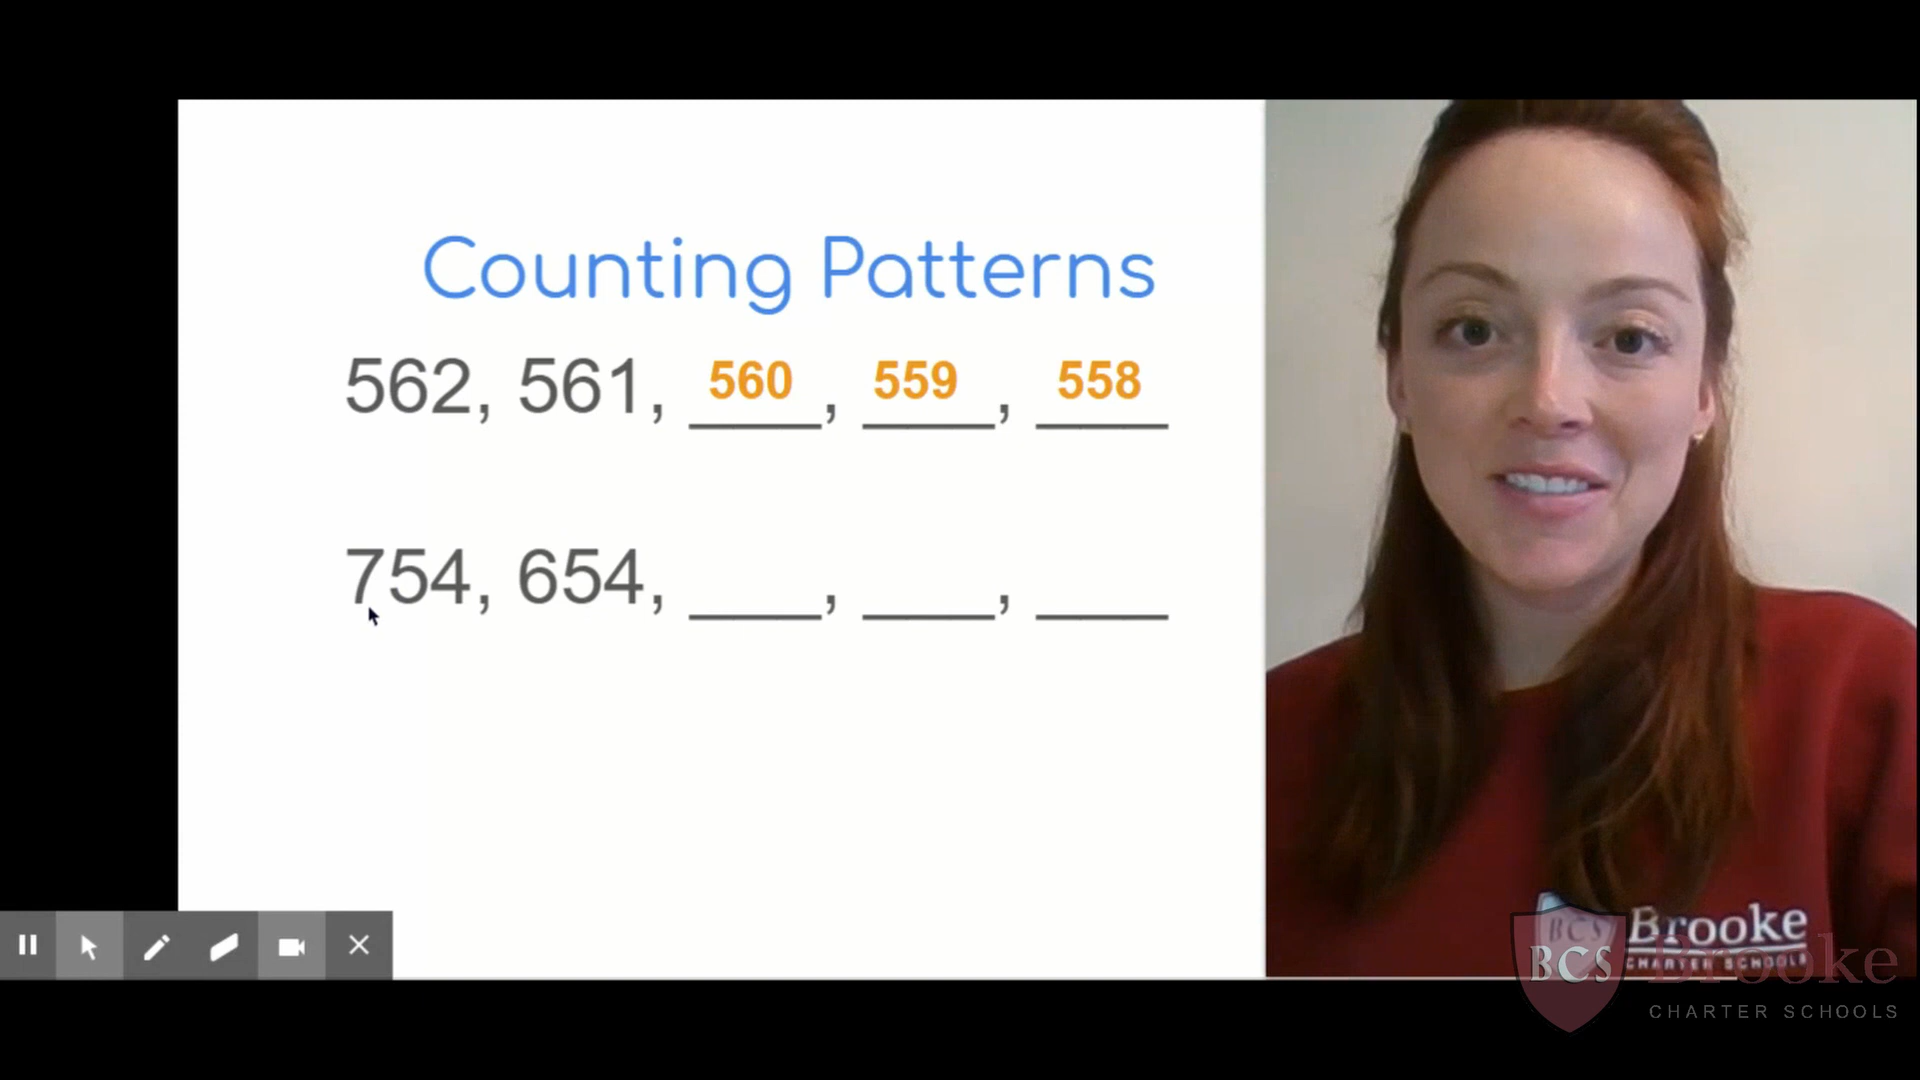 Counting Patterns
562, 561, 560, 559, 558
754, 654, ____, ____, ____
BCS Brooke
CHARTER SCHOOLS
BCS Brooke
CHARTER SCHOOLS